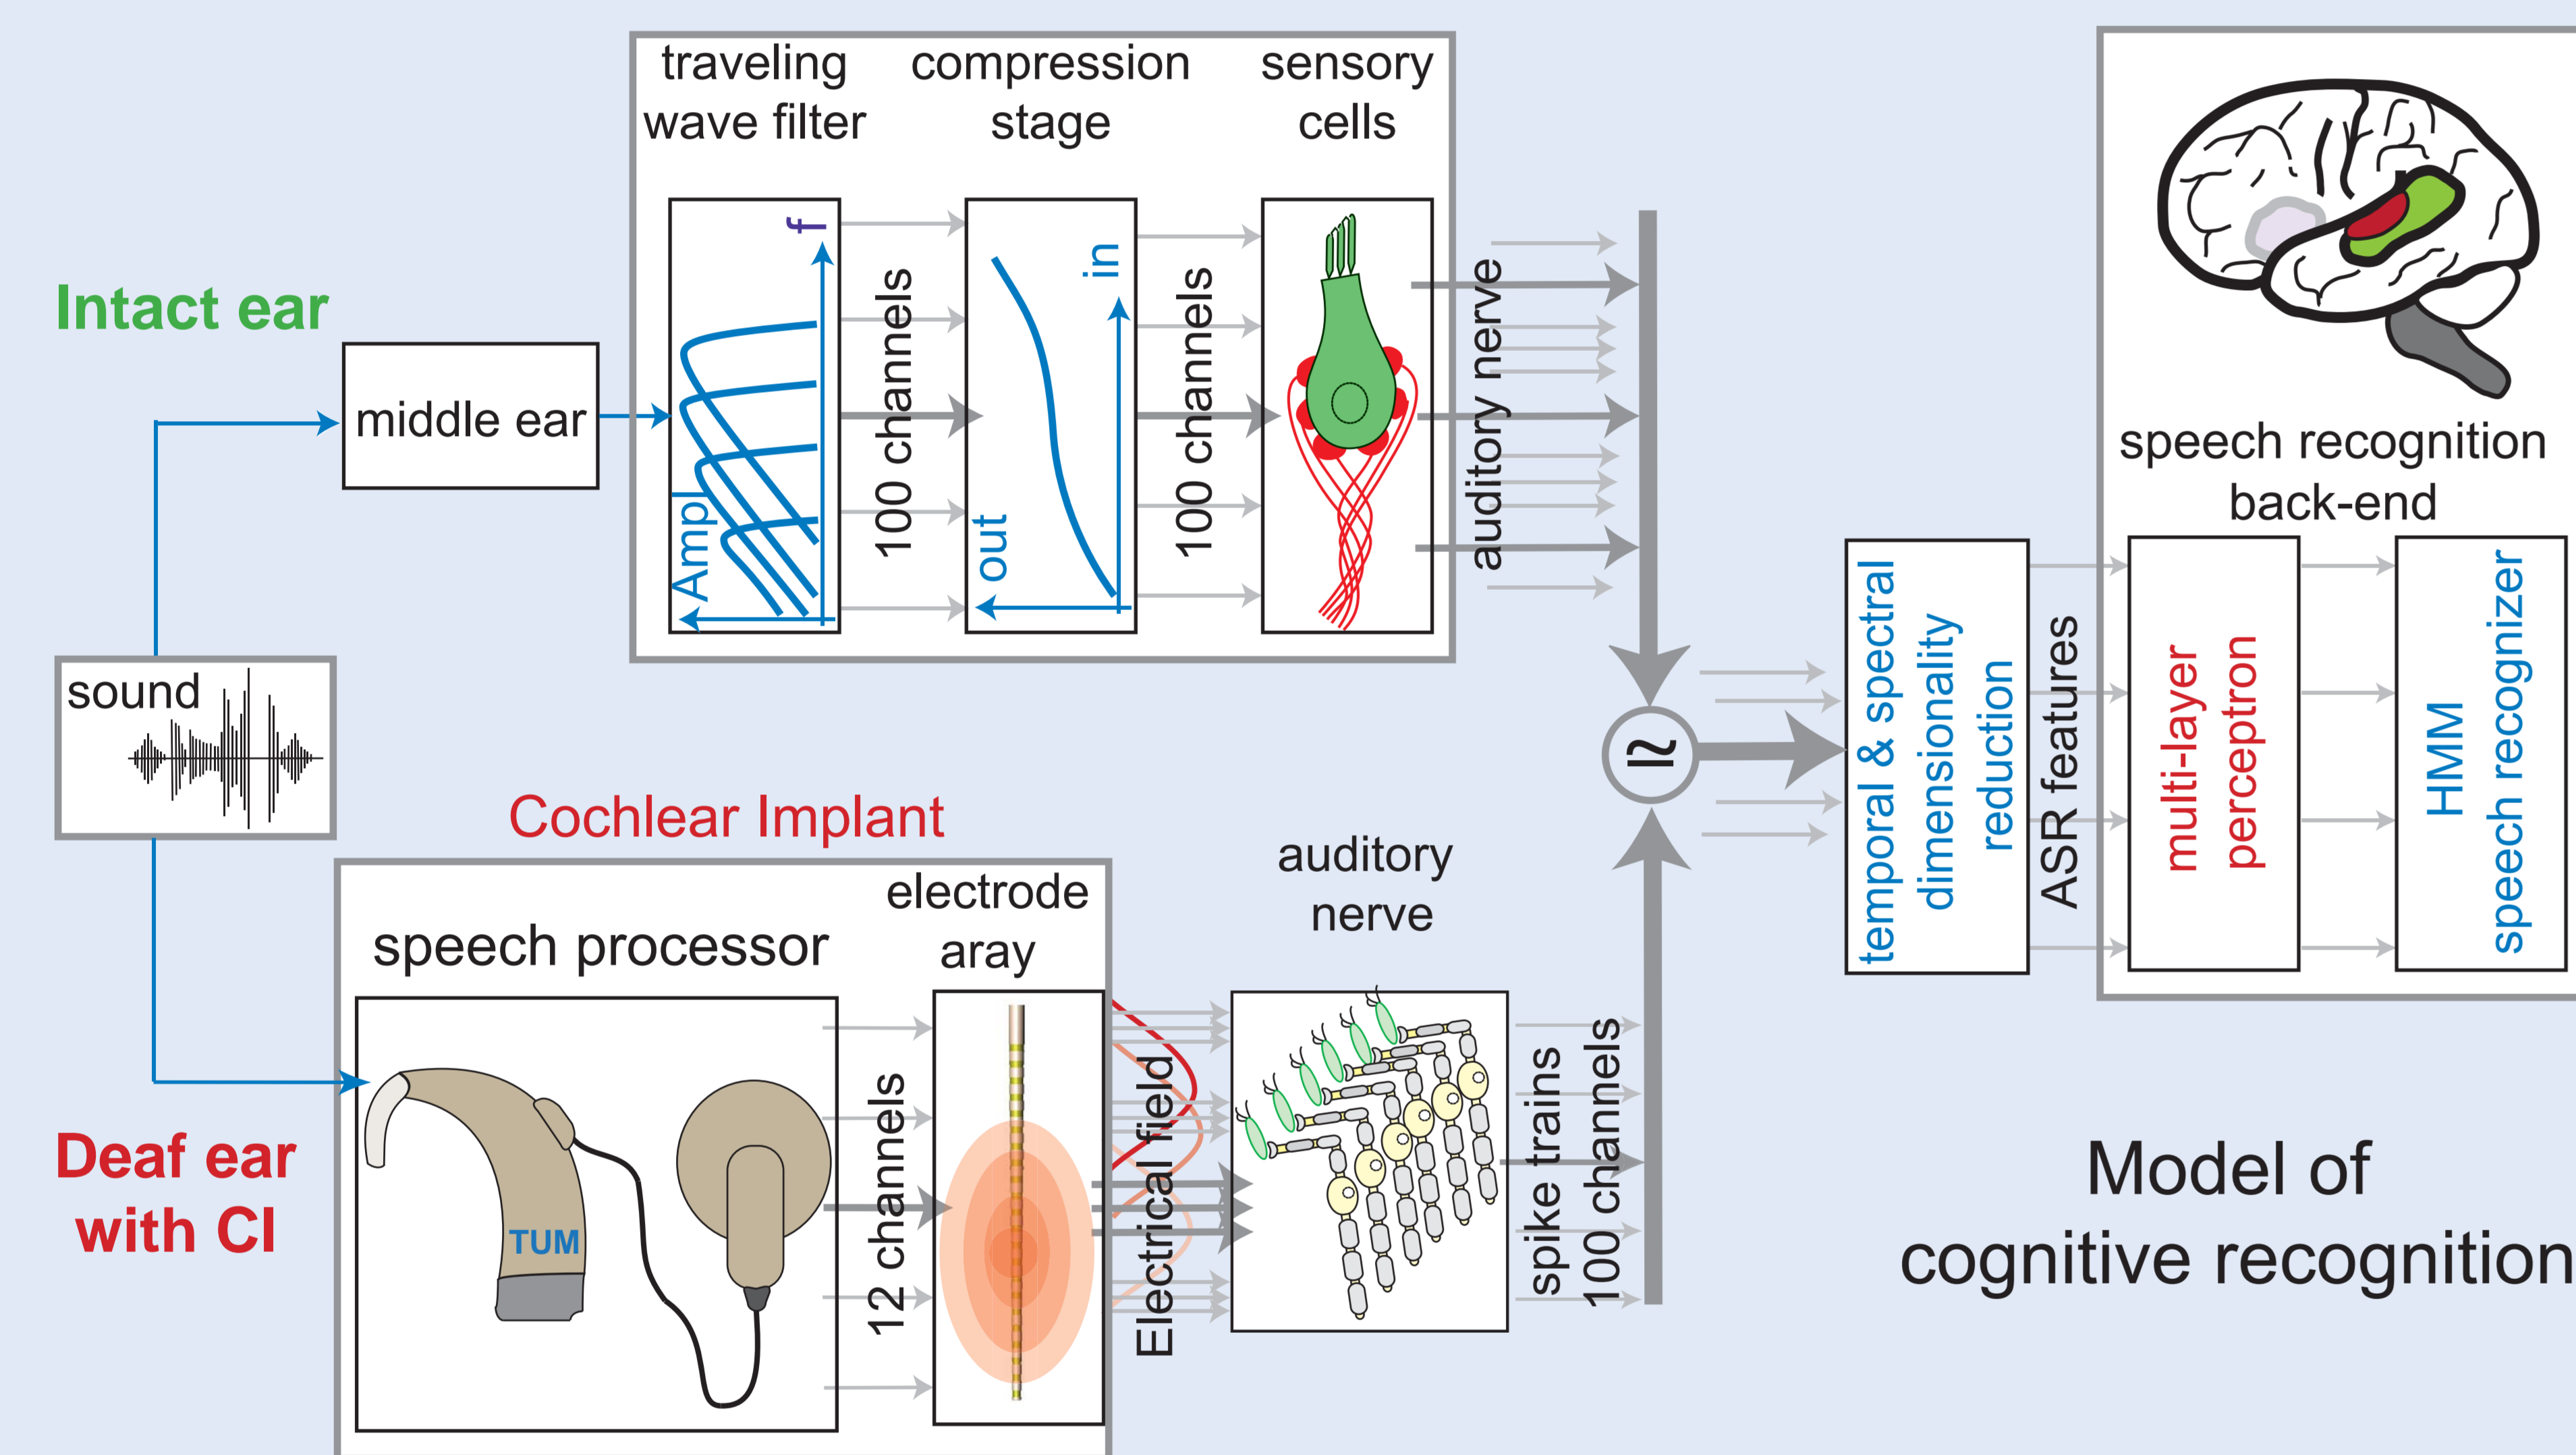 traveling
wave filter
compression
stage
sensory
cells
f
Amp
100 channels
in
out
100 channels
auditory nerve
Intact ear
middle ear
sound
Cochlear Implant
speech processor
electrode
aray
TUM
12 channels
Electrical field
auditory
nerve
spike trains
100 channels
Deaf ear
with CI
≃
temporal & spectral
dimensionality
reduction
ASR features
speech recognition
back-end
multi-layer
perceptron
HMM
speech recognizer
Model of
cognitive recognition